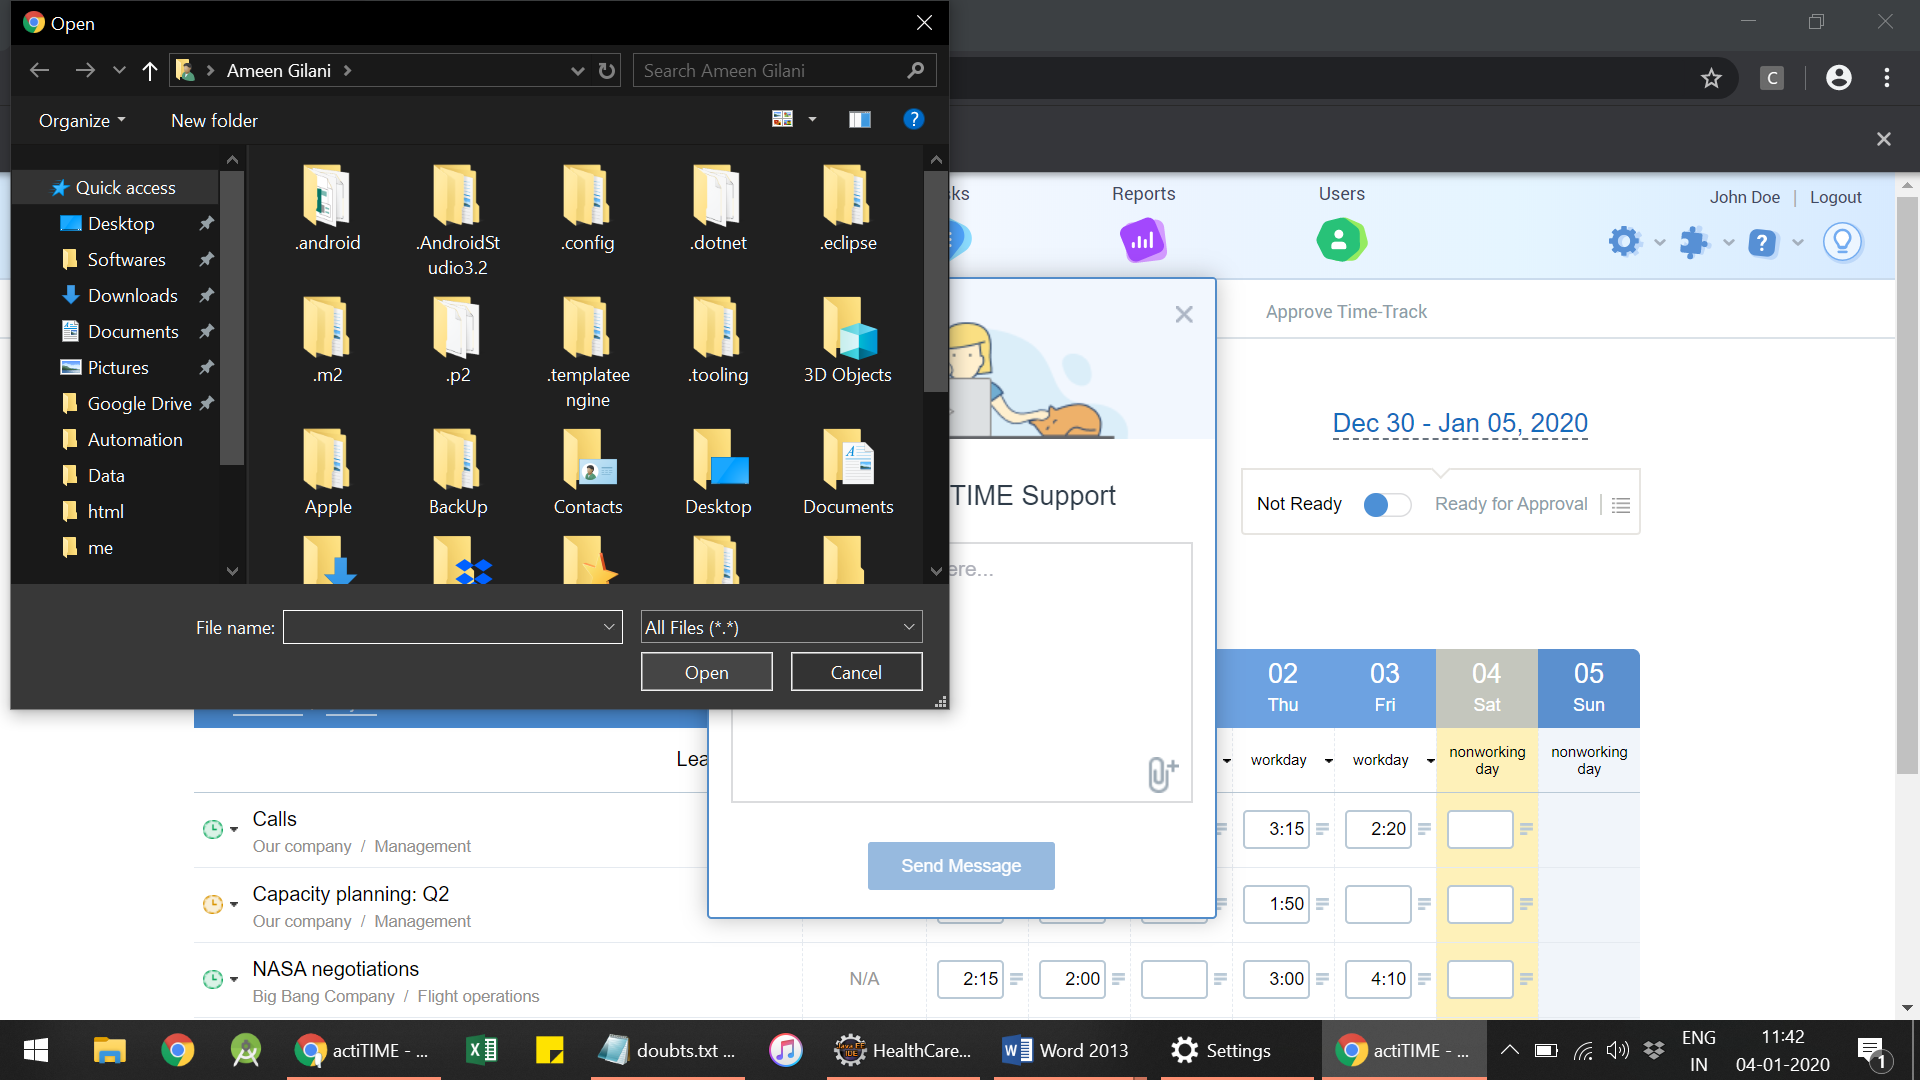 Open
Ameen Gilani
Search Ameen Gilani
C
Organize
New folder
?
Quick access
Desktop
Softwares
Downloads
Documents
Pictures
Google Drive
Automation
Data
html
me
.android
.AndroidSt
udio3.2
.config
.dotnet
.eclipse
.m2
.p2
.templatee
ngine
.tooling
3D Objects
Apple
BackUp
Contacts
Desktop
Documents
File name:
All Files (*.*)
Open
Cancel
ks
Reports
Users
John Doe | Logout
?
Approve Time-Track
Dec 30 - Jan 05, 2020
Not Ready
Ready for Approval
TIME Support
ere...
Send Message
02
Thu
03
Fri
04
Sat
05
Sun
Lea
workday
workday
nonworking
day
nonworking
day
Calls
Our company / Management
3:15
2:20
Capacity planning: Q2
Our company / Management
1:50
NASA negotiations
Big Bang Company / Flight operations
N/A
2:15
2:00
3:00
4:10
actiTIME - ...
doubts.txt ...
HealthCare...
Word 2013
Settings
actiTIME - ...
ENG
IN
11:42
04-01-2020
1